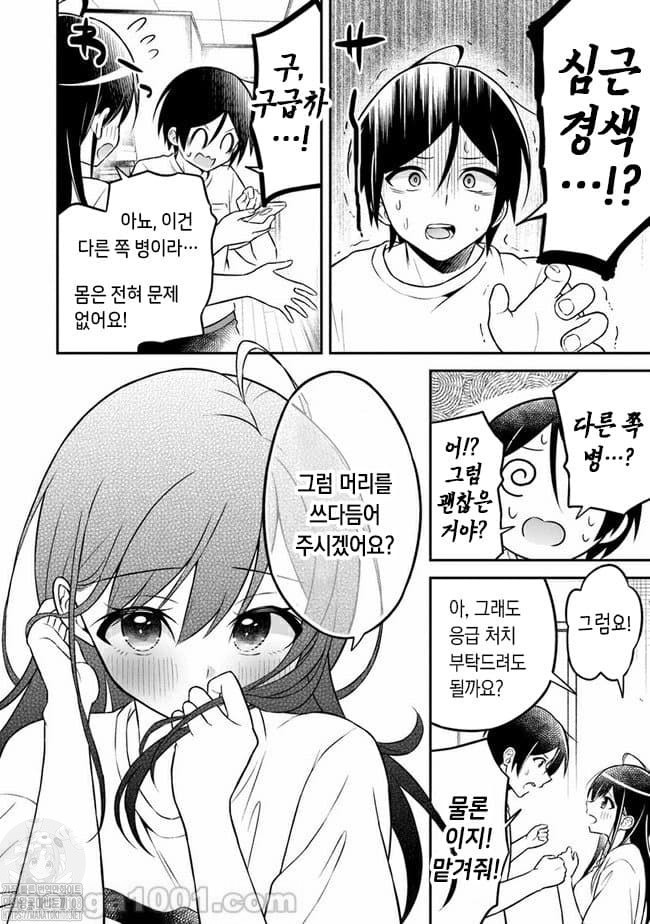 심근
경색
…!?
구,
구급차
…!
아뇨, 이건
다른 쪽 병이라…
몸은 전혀 문제
없어요!
다른 쪽
병…?
어!?
그럼
괜찮은
거야?
그럼요!
아, 그래도
응급 처치
부탁드려도
될까요?
물론
이지!
맡겨줘!
그럼 머리를
쓰다듬어
주시겠어요?
manga1001.com
HTTPS://MANATOKI.NET